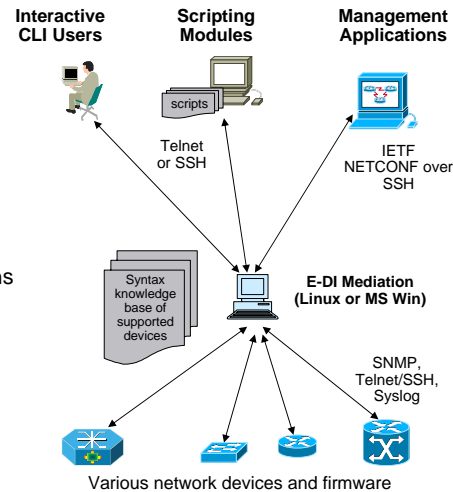 Interactive
CLI Users
Scripting
Modules
Management
Applications
scripts
Telnet
or SSH
IETF
NETCONF over
SSH
ns
Syntax
knowledge
base of
supported
devices
E-DI Mediation
(Linux or MS Win)
SNMP,
Telnet/SSH,
Syslog
Various network devices and firmware